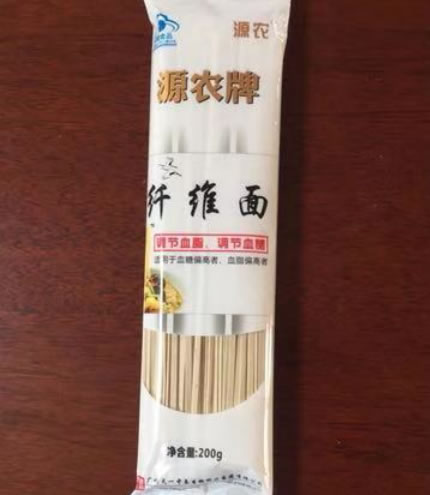 源农
源农牌
纤维面
调节血脂、调节血糖
适用于血糖偏高者、血脂偏高者
净含量:200g